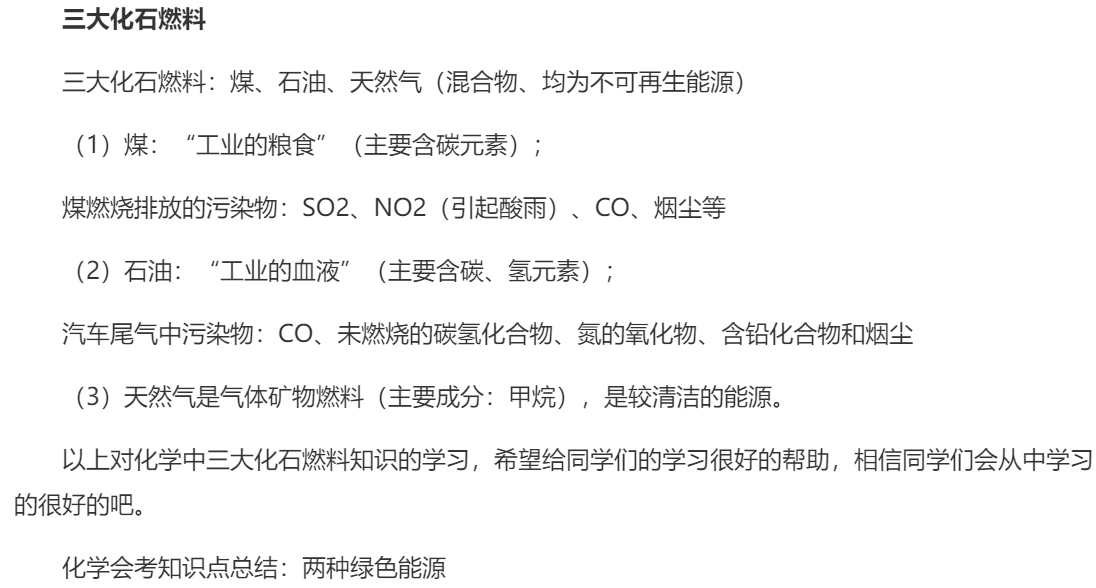 三大化石燃料
三大化石燃料：煤、石油、天然气（混合物、均为不可再生能源）
（1）煤：“工业的粮食”（主要含碳元素）；
煤燃烧排放的污染物：SO2、NO2（引起酸雨）、CO、烟尘等
（2）石油：“工业的血液”（主要含碳、氢元素）；
汽车尾气中污染物：CO、未燃烧的碳氢化合物、氮的氧化物、含铅化合物和烟尘
（3）天然气是气体矿物燃料（主要成分：甲烷），是较清洁的能源。
以上对化学中三大化石燃料知识的学习，希望给同学们的学习很好的帮助，相信同学们会从中学习
的很好的吧。
化学会考知识点总结：两种绿色能源